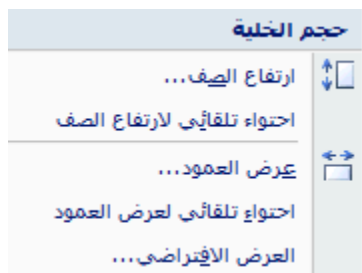 حجم الخلية
ارتفاع الصف...
احتواء تلقائي لارتفاع الصف
عرض العمود...
احتواء تلقائي لعرض العمود
العرض الافتراضي...